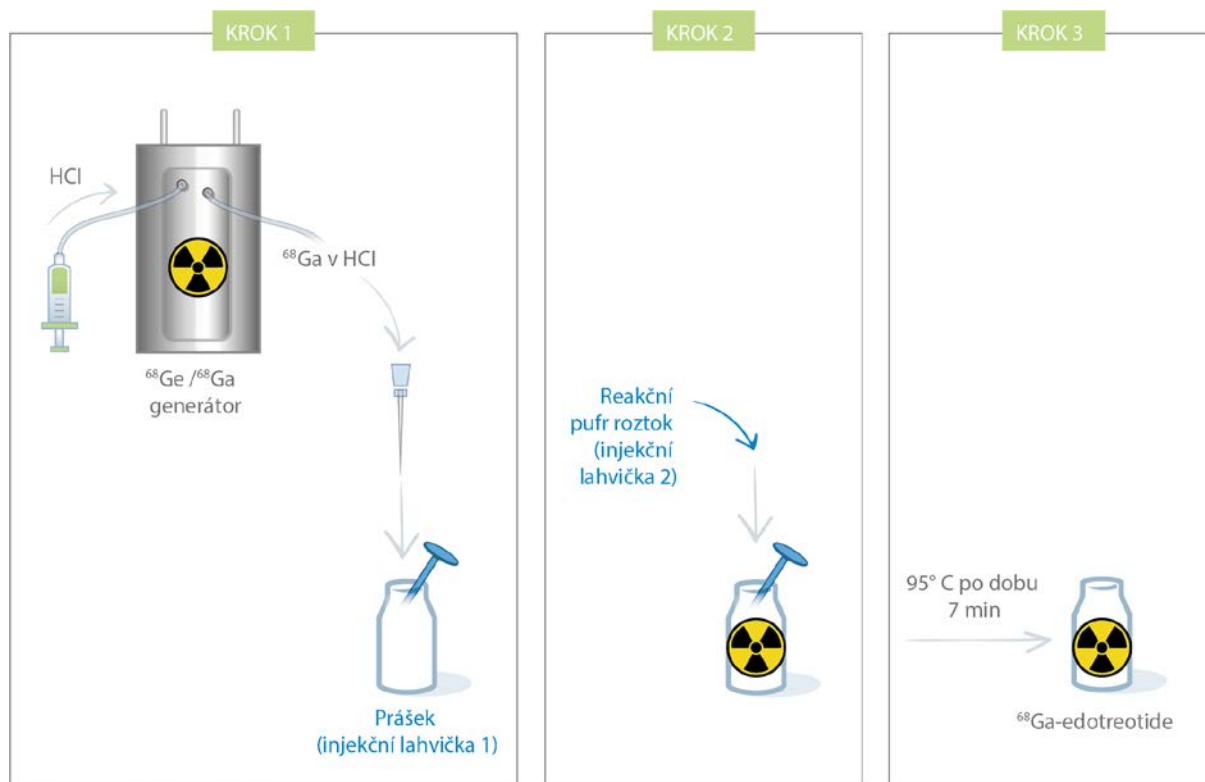 KROK 1
HCl
⁶⁸Ga v HCl
⁶⁸Ge /⁶⁸Ga
generátor
Prášek
(injekční lahvička 1)
KROK 2
Reakční
pufr roztok
(injekční
lahvička 2)
KROK 3
95° C po dobu
7 min
⁶⁸Ga-edotreotide